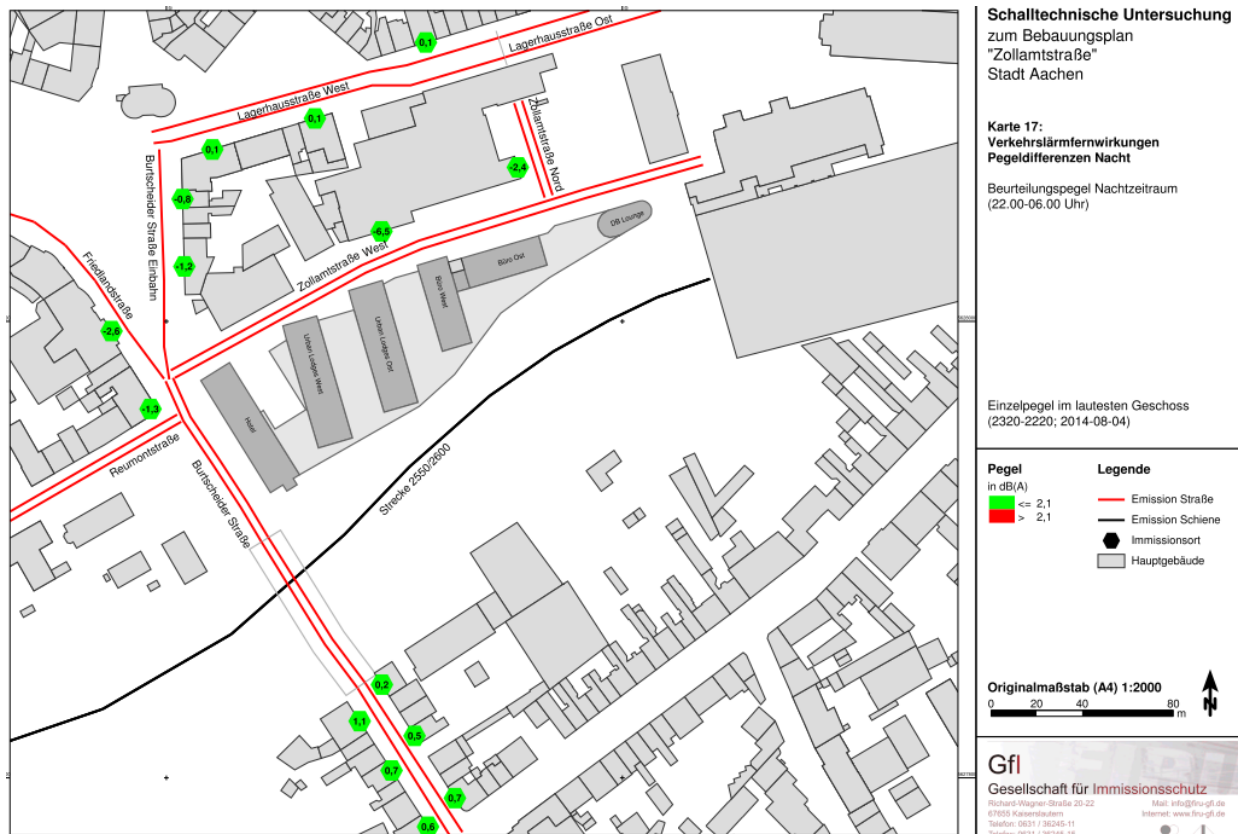 Schalltechnische Untersuchung
zum Bebauungsplan
"Zollamtstraße"
Stadt Aachen
Karte 17:
Verkehrslärmfernwirkungen
Pegeldifferenzen Nacht
Beurteilungspegel Nachtzeitraum
(22.00-06.00 Uhr)
Einzelpegel im lautesten Geschoss
(2320-2220; 2014-08-04)
Pegel
in dB(A)
<= 2,1
> 2,1
Legende
Emission Straße
Emission Schiene
Immissionsort
Hauptgebäude
Originalmaßstab (A4) 1:2000
0 20 40 80 m
N
GfI
Gesellschaft für Immissionsschutz
Richard-Wagner-Straße 20-22
67655 Kaiserslautern
Telefon: 0631 / 36245-11
Mail: info@firu-gfi.de
Internet: www.firu-gfi.de
Lagerhausstraße Ost
0,1
Lagerhausstraße West
0,1
0,1
Zollamtstraße Nord
-2,4
Burtscheider Straße Einbahn
-0,8
-6,5
DB Lounge
-1,2
Zollamtstraße West
Büro Ost
Büro West
Friedlandstraße
-2,6
Urban Lodges Ost
Urban Lodges West
-1,3
Hotel
Reumontstraße
Burtscheider Straße
Strecke 2550/2600
0,2
1,1
0,5
0,7
0,7
0,6